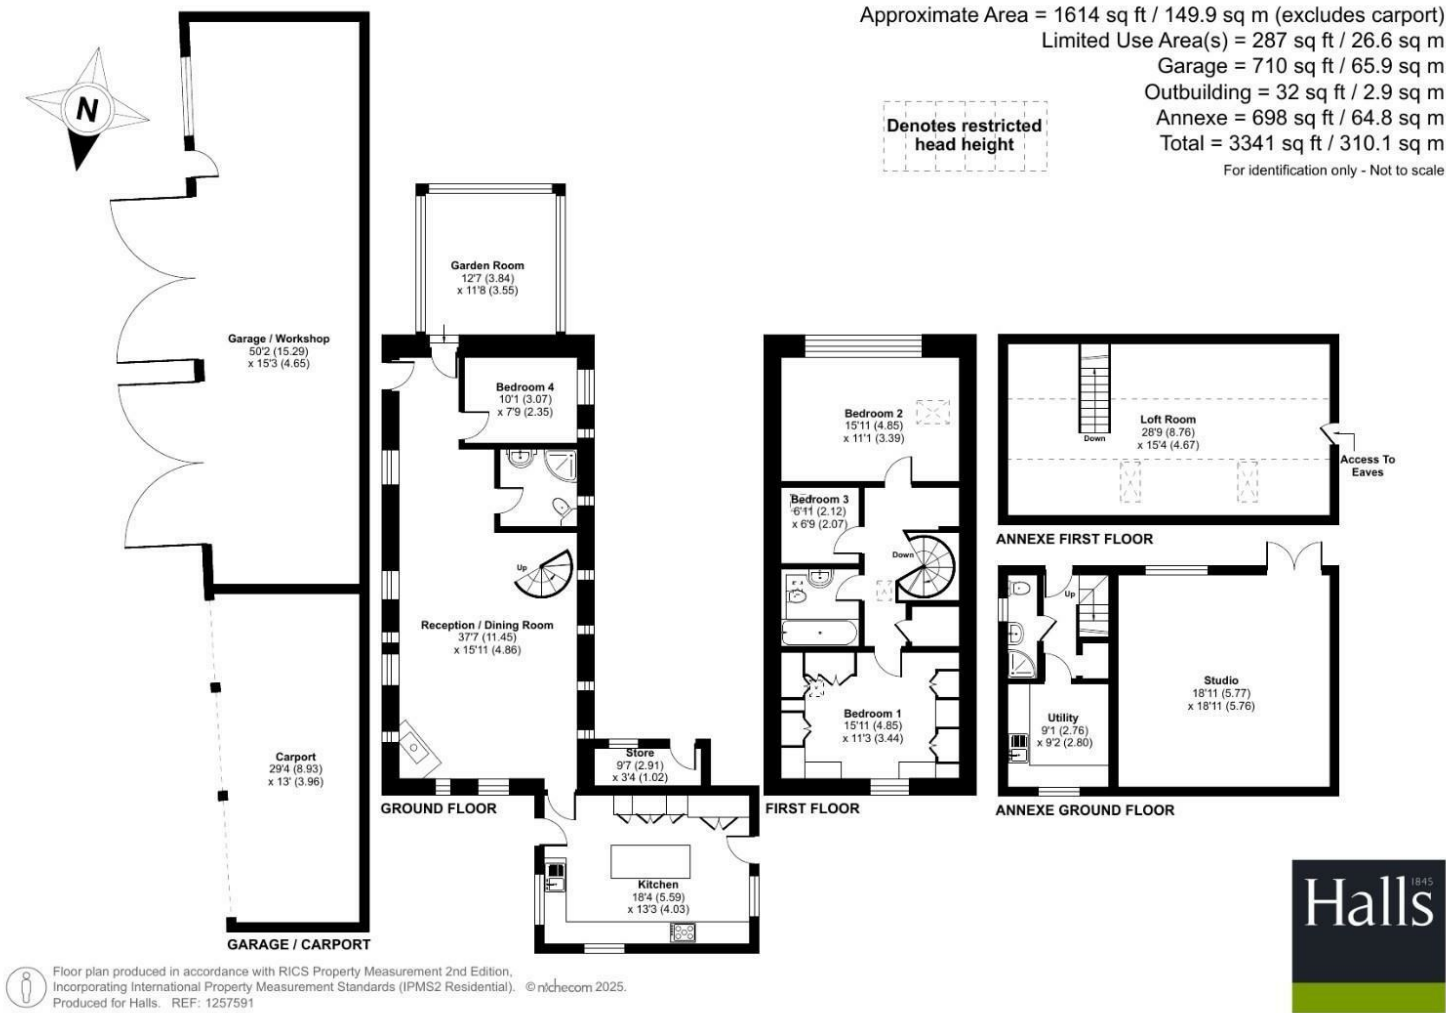 Approximate Area = 1614 sq ft / 149.9 sq m (excludes carport)
Limited Use Area(s) = 287 sq ft / 26.6 sq m
Garage = 710 sq ft / 65.9 sq m
Outbuilding = 32 sq ft / 2.9 sq m
Annexe = 698 sq ft / 64.8 sq m
Total = 3341 sq ft / 310.1 sq m
For identification only - Not to scale
Denotes restricted
head height
N
Garage / Workshop
50'2 (15.29)
x 15'3 (4.65)
Carport
29'4 (8.93)
x 13' (3.96)
GARAGE / CARPORT
Garden Room
12'7 (3.84)
x 11'8 (3.55)
Bedroom 4
10'1 (3.07)
x 7'9 (2.35)
Up
Reception / Dining Room
37'7 (11.45)
x 15'11 (4.86)
Store
9'7 (2.91)
x 3'4 (1.02)
GROUND FLOOR
Kitchen
18'4 (5.59)
x 13'3 (4.03)
Bedroom 2
15'11 (4.85)
x 11'1 (3.39)
Bedroom 3
6'11 (2.12)
x 6'9 (2.07)
Down
Bedroom 1
15'11 (4.85)
x 11'3 (3.44)
FIRST FLOOR
Down
Loft Room
28'9 (8.76)
x 15'4 (4.67)
Access To
Eaves
ANNEXE FIRST FLOOR
Up
Studio
18'11 (5.77)
x 18'11 (5.76)
Utility
9'1 (2.76)
x 9'2 (2.80)
ANNEXE GROUND FLOOR
Halls
1845
Floor plan produced in accordance with RICS Property Measurement 2nd Edition,
Incorporating International Property Measurement Standards (IPMS2 Residential). © nichecom 2025.
Produced for Halls. REF: 1257591